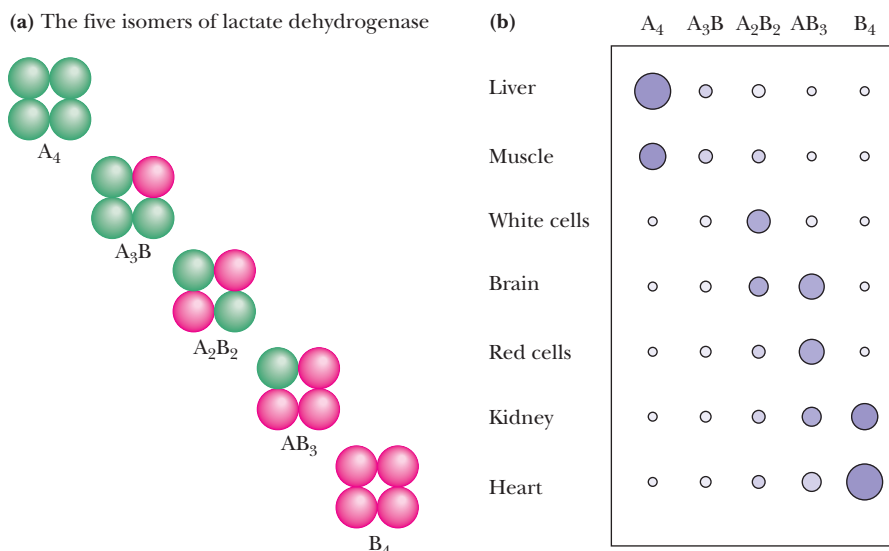 (a) The five isomers of lactate dehydrogenase
A₄
A₃B
A₂B₂
AB₃
B₄
(b)
A₄ A₃B A₂B₂ AB₃ B₄
Liver
Muscle
White cells
Brain
Red cells
Kidney
Heart